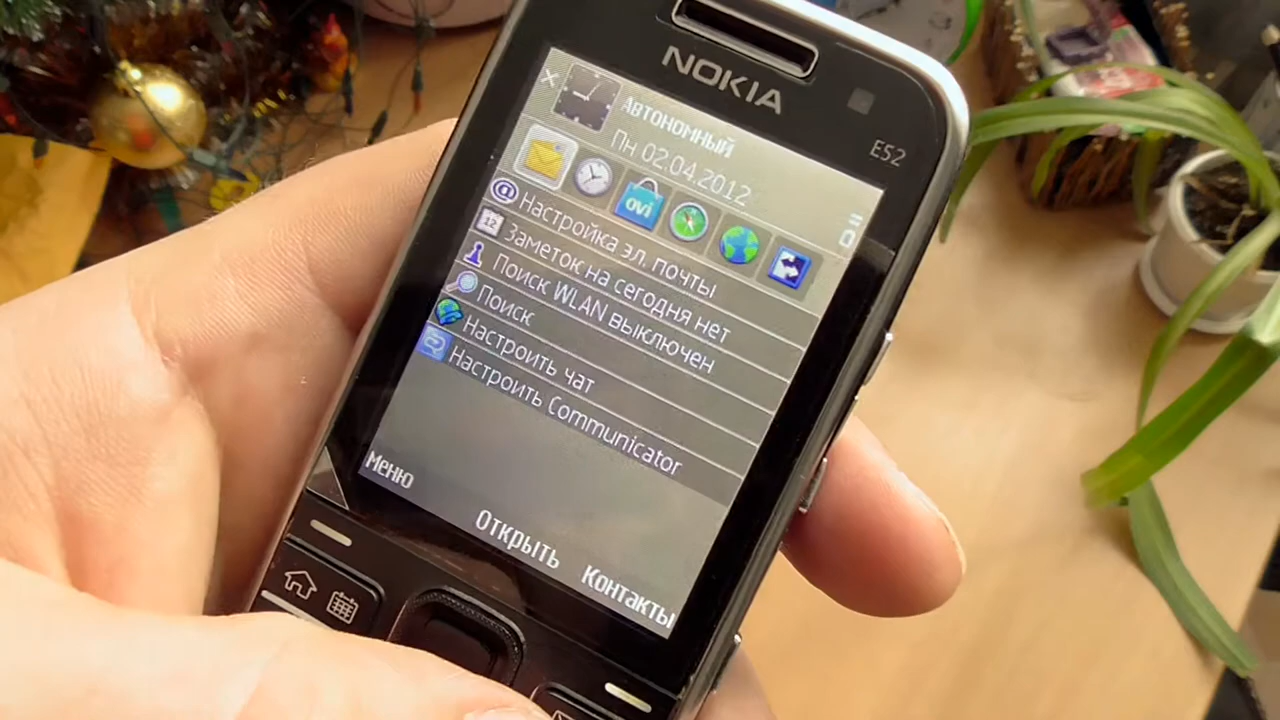 NOKIA
E52
Автономный
Пн 02.04.2012
ovi
Настройка эл. почты
12
Заметок на сегодня нет
Поиск WLAN выключен
Поиск
Настроить чат
Настроить Communicator
Меню
Открыть
Контакты